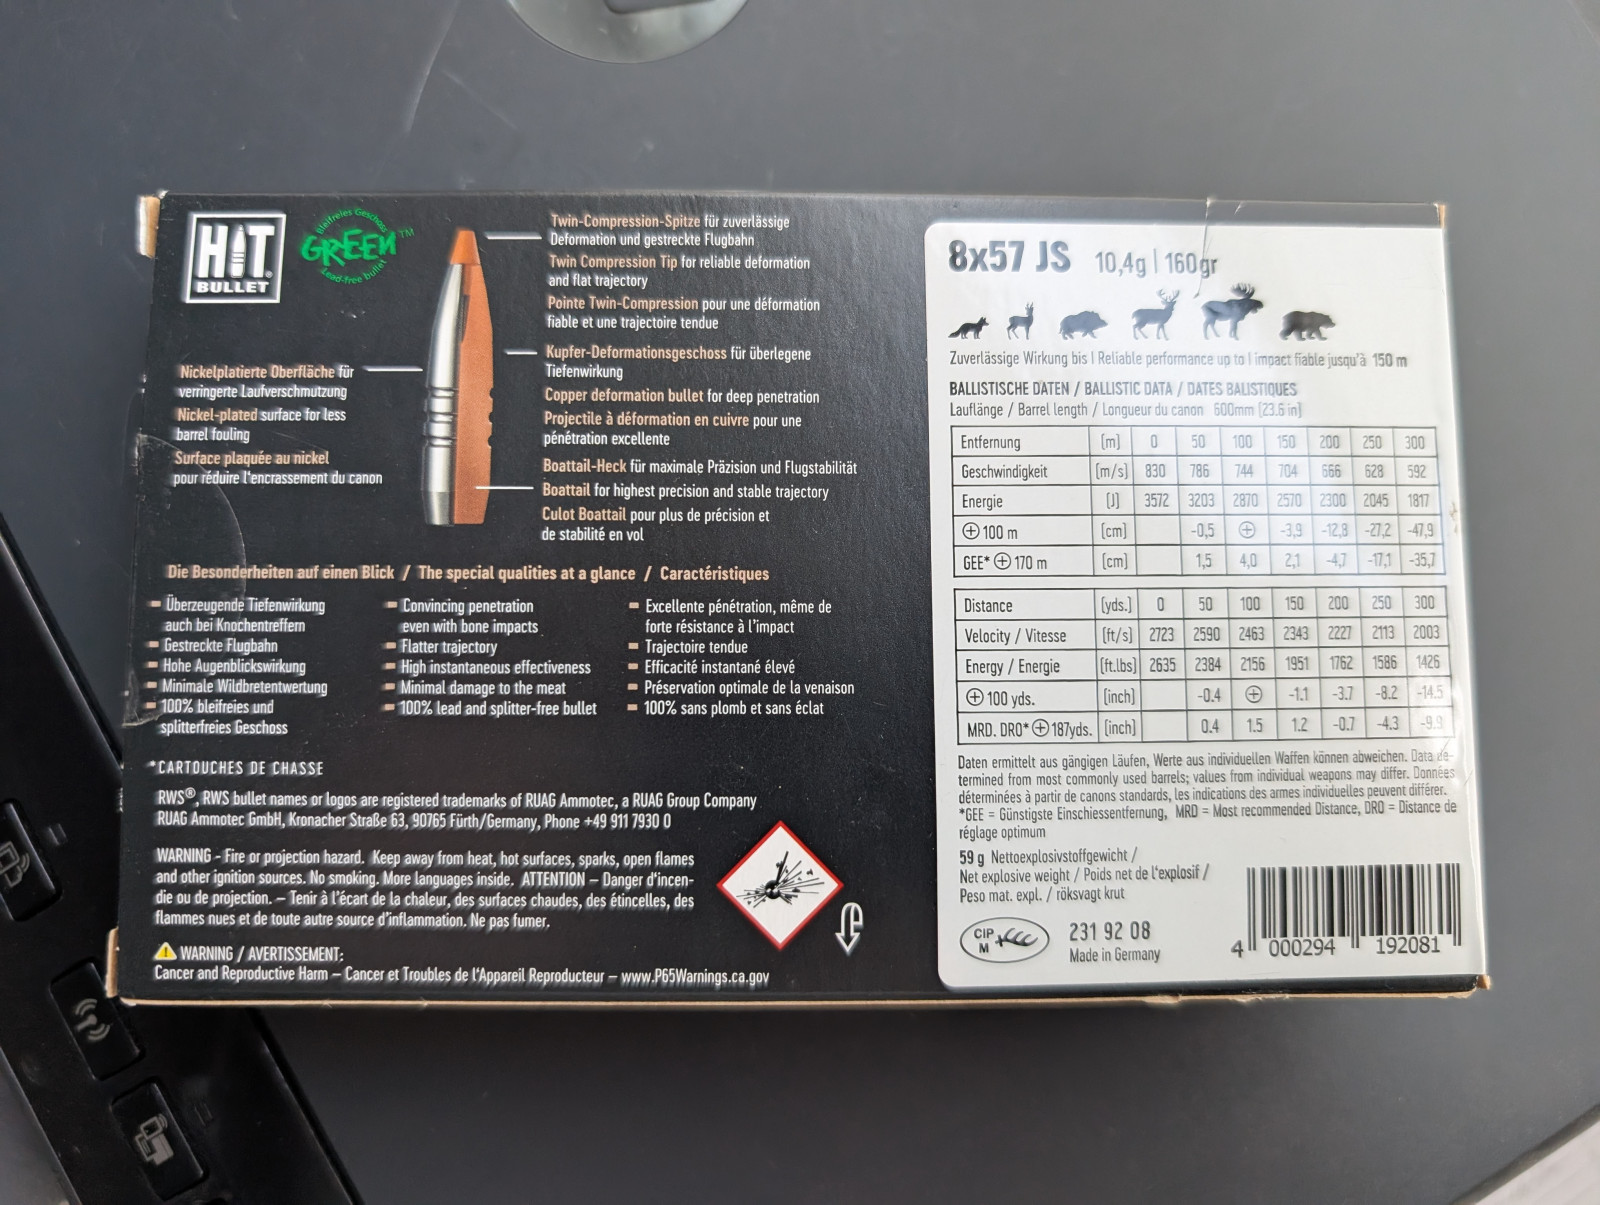 HIT
BULLET
Bleifreies Geschoss
GREEN™
Lead-free bullet
Twin-Compression-Spitze für zuverlässige
Deformation und gestreckte Flugbahn
Twin Compression Tip for reliable deformation
and flat trajectory
Pointe Twin-Compression pour une déformation
fiable et une trajectoire tendue
Kupfer-Deformationsgeschoss für überlegene
Tiefenwirkung
Copper deformation bullet for deep penetration
Projectile à déformation en cuivre pour une
pénétration excellente
Boattail-Heck für maximale Präzision und Flugstabilität
Boattail for highest precision and stable trajectory
Culot Boattail pour plus de précision et
de stabilité en vol
Nickelplatierte Oberfläche für
verringerte Laufverschmutzung
Nickel-plated surface for less
barrel fouling
Surface plaquée au nickel
pour réduire l'encrassement du canon
Die Besonderheiten auf einen Blick / The special qualities at a glance / Caractéristiques
Überzeugende Tiefenwirkung
auch bei Knochentreffern
Gestreckte Flugbahn
Hohe Augenblickswirkung
Minimale Wildbretentwertung
100% bleifreies und
splitterfreies Geschoss
Convincing penetration
even with bone impacts
Flatter trajectory
High instantaneous effectiveness
Minimal damage to the meat
100% lead and splitter-free bullet
Excellente pénétration, même de
forte résistance à l'impact
Trajectoire tendue
Efficacité instantané élevé
Préservation optimale de la venaison
100% sans plomb et sans éclat
*CARTOUCHES DE CHASSE
RWS®, RWS bullet names or logos are registered trademarks of RUAG Ammotec, a RUAG Group Company
RUAG Ammotec GmbH, Kronacher Straße 63, 90765 Fürth/Germany, Phone +49 911 7930 0
WARNING - Fire or projection hazard. Keep away from heat, hot surfaces, sparks, open flames
and other ignition sources. No smoking. More languages inside. ATTENTION – Danger d'incen-
die ou de projection. – Tenir à l'écart de la chaleur, des surfaces chaudes, des étincelles, des
flammes nues et de toute autre source d'inflammation. Ne pas fumer.
WARNING / AVERTISSEMENT:
Cancer and Reproductive Harm – Cancer et Troubles de l'Appareil Reproducteur – www.P65Warnings.ca.gov
8x57 JS 10,4g | 160gr
Zuverlässige Wirkung bis | Reliable performance up to | impact fiable jusqu'à 150 m
BALLISTISCHE DATEN / BALLISTIC DATA / DATES BALISTIQUES
Lauflänge / Barrel length / Longueur du canon 600mm [23.6 in]
Entfernung [m] 0 50 100 150 200 250 300
Geschwindigkeit [m/s] 830 786 744 704 666 628 592
Energie [J] 3572 3203 2870 2570 2300 2045 1817
⊕ 100 m [cm] -0,5 ⊕ -3,9 -12,8 -27,2 -47,9
GEE* ⊕ 170 m [cm] 1,5 4,0 2,1 -4,7 -17,1 -35,7
Distance [yds.] 0 50 100 150 200 250 300
Velocity / Vitesse [ft/s] 2723 2590 2463 2343 2227 2113 2003
Energy / Energie [ft.lbs] 2635 2384 2156 1951 1762 1586 1426
⊕ 100 yds. [inch] -0.4 ⊕ -1.1 -3.7 -8.2 -14.5
MRD. DRO* ⊕ 187yds. [inch] 0.4 1.5 1.2 -0.7 -4.3 -9.9
Daten ermittelt aus gängigen Läufen, Werte aus individuellen Waffen können abweichen. Data de-
termined from most commonly used barrels; values from individual weapons may differ. Données
déterminées à partir de canons standards, les indications des armes individuelles peuvent différer.
*GEE = Günstigste Einschiessentfernung, MRD = Most recommended Distance, DRO = Distance de
réglage optimum
59 g Nettoexplosivstoffgewicht /
Net explosive weight / Poids net de l'explosif /
Peso mat. expl. / röksvagt krut
CIP
M
231 92 08
Made in Germany
4 000294 192081